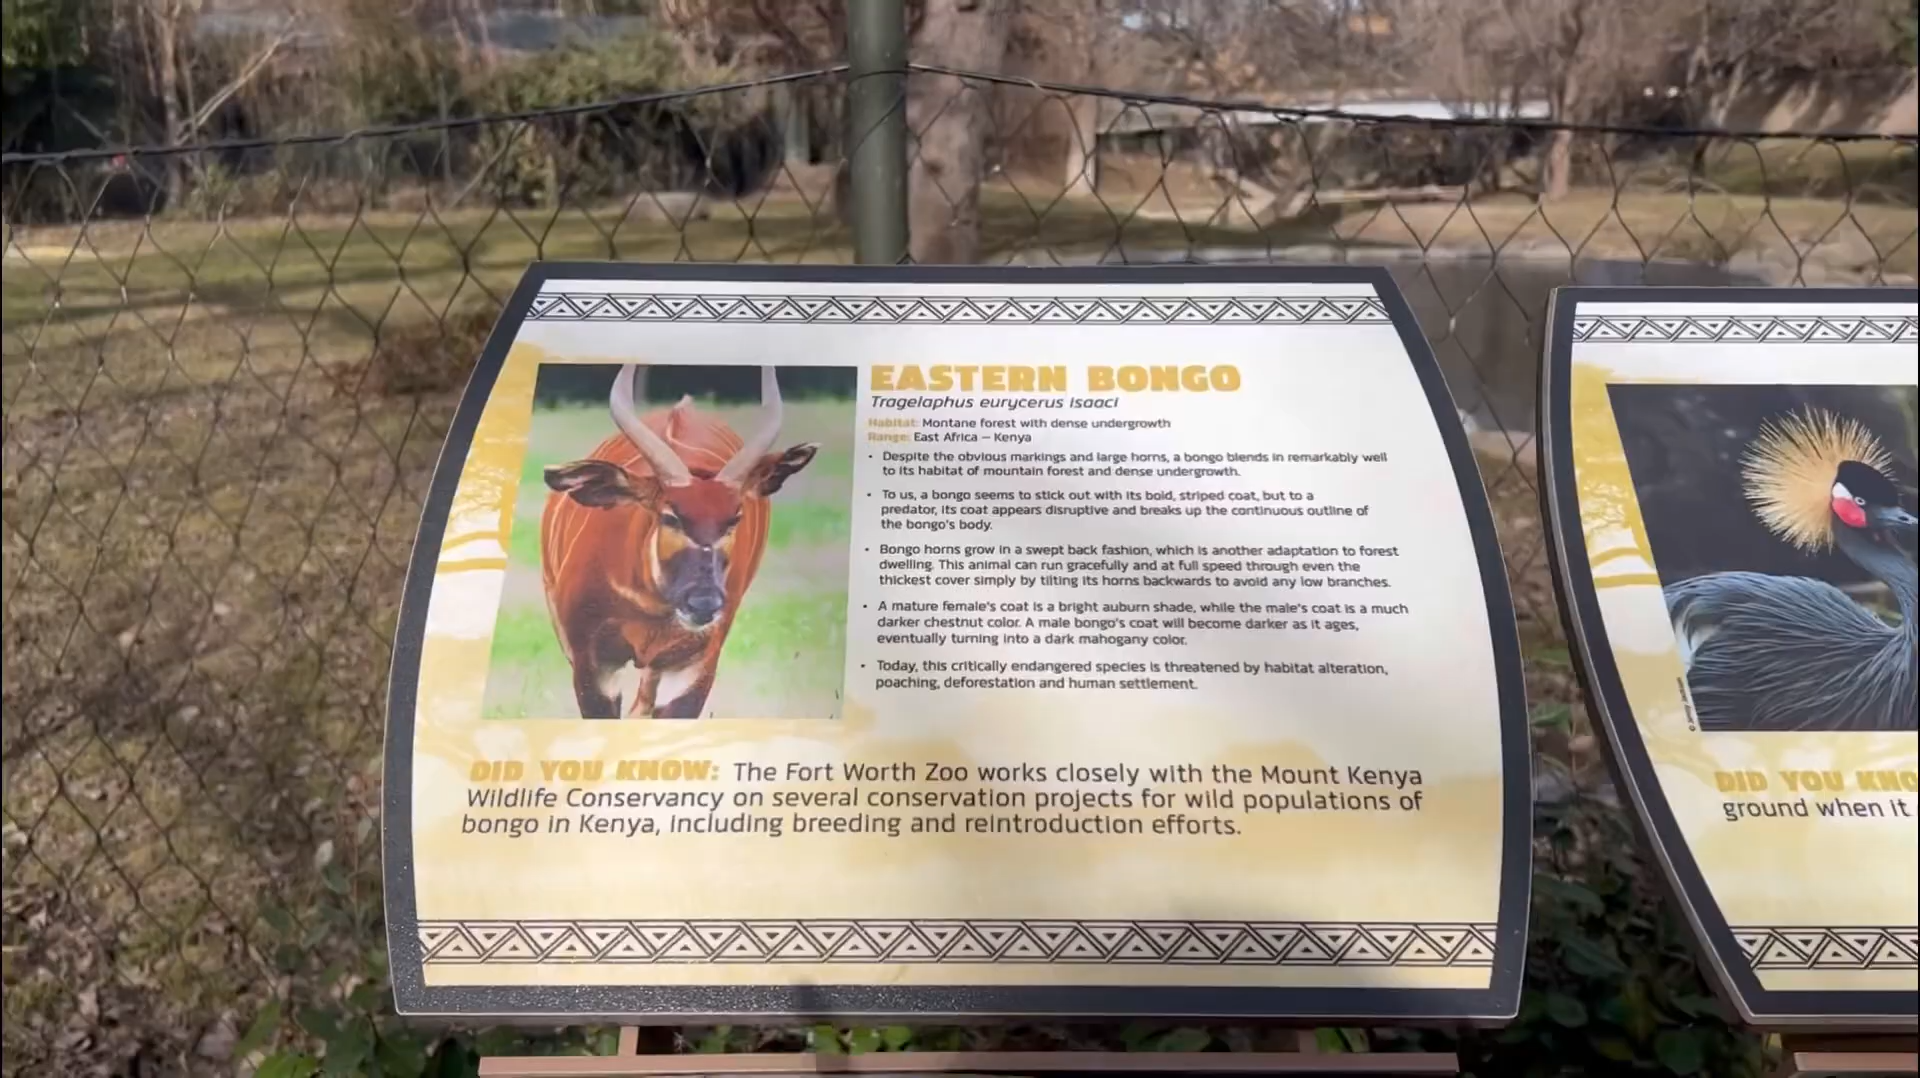 EASTERN BONGO
Tragelaphus eurycerus isaaci
Habitat: Montane forest with dense undergrowth
Range: East Africa – Kenya
• Despite the obvious markings and large horns, a bongo blends in remarkably well
to its habitat of mountain forest and dense undergrowth.
• To us, a bongo seems to stick out with its bold, striped coat, but to a
predator, its coat appears disruptive and breaks up the continuous outline of
the bongo's body.
• Bongo horns grow in a swept back fashion, which is another adaptation to forest
dwelling. This animal can run gracefully and at full speed through even the
thickest cover simply by tilting its horns backwards to avoid any low branches.
• A mature female's coat is a bright auburn shade, while the male's coat is a much
darker chestnut color. A male bongo's coat will become darker as it ages,
eventually turning into a dark mahogany color.
• Today, this critically endangered species is threatened by habitat alteration,
poaching, deforestation and human settlement.
DID YOU KNOW: The Fort Worth Zoo works closely with the Mount Kenya
Wildlife Conservancy on several conservation projects for wild populations of
bongo in Kenya, including breeding and reintroduction efforts.
DID YOU KNO
ground when it